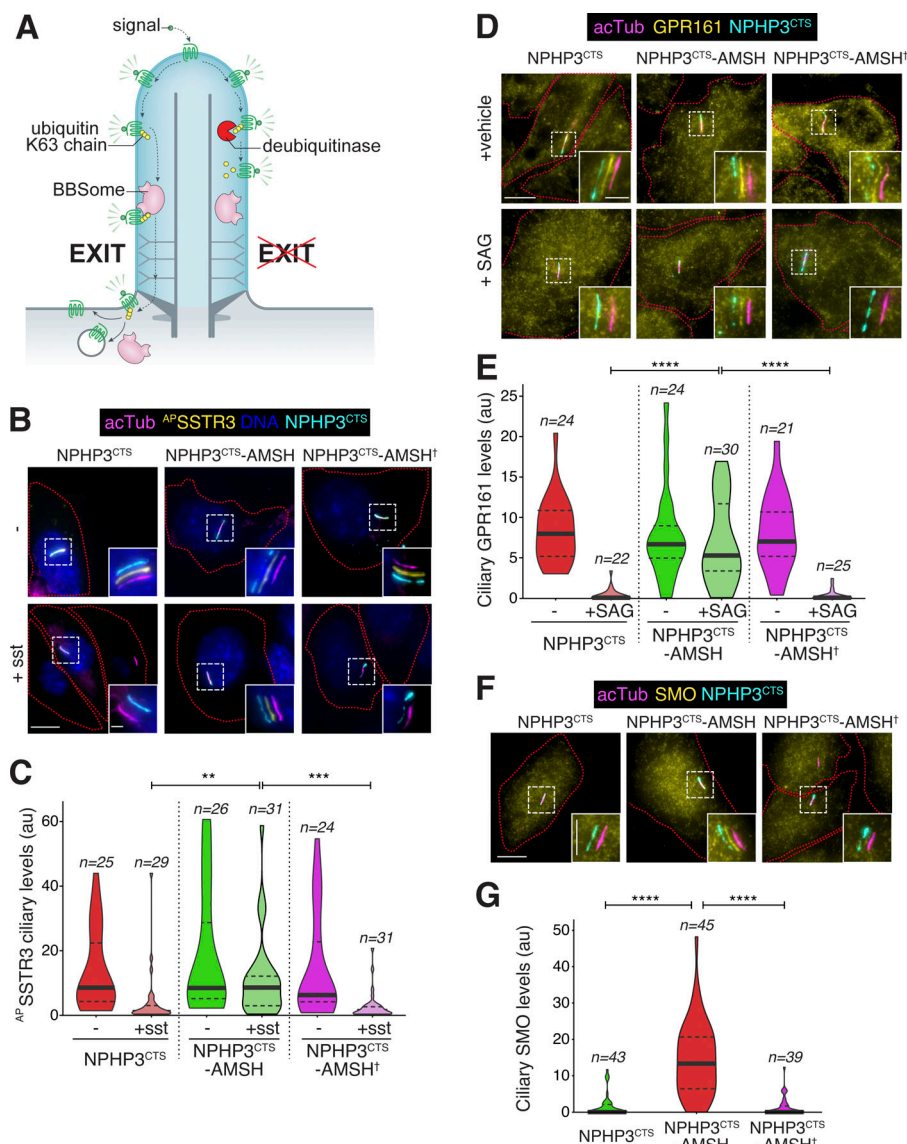 A
signal
ubiquitin
K63 chain
deubiquitinase
BBSome
EXIT
EXIT
B
acTub APSSTR3 DNA NPHP3CTS
NPHP3CTS
NPHP3CTS-AMSH
NPHP3CTS-AMSH†
-
+ sst
C
** ***
APSSTR3 ciliary levels (au)
60
40
20
10
0
n=25
n=29
n=26
n=31
n=24
n=31
- +sst - +sst - +sst
NPHP3CTS
NPHP3CTS
-AMSH
NPHP3CTS
-AMSH†
D
acTub GPR161 NPHP3CTS
NPHP3CTS
NPHP3CTS-AMSH
NPHP3CTS-AMSH†
+vehicle
+ SAG
E
**** ****
Ciliary GPR161 levels (au)
25
20
15
10
5
0
n=24
n=22
n=24
n=30
n=21
n=25
- +SAG - +SAG - +SAG
NPHP3CTS
NPHP3CTS
-AMSH
NPHP3CTS
-AMSH†
F
acTub SMO NPHP3CTS
NPHP3CTS
NPHP3CTS-AMSH
NPHP3CTS-AMSH†
G
**** ****
Ciliary SMO levels (au)
50
40
30
20
10
0
n=43
n=45
n=39
NPHP3CTS
NPHP3CTS
-AMSH
NPHP3CTS
-AMSH†